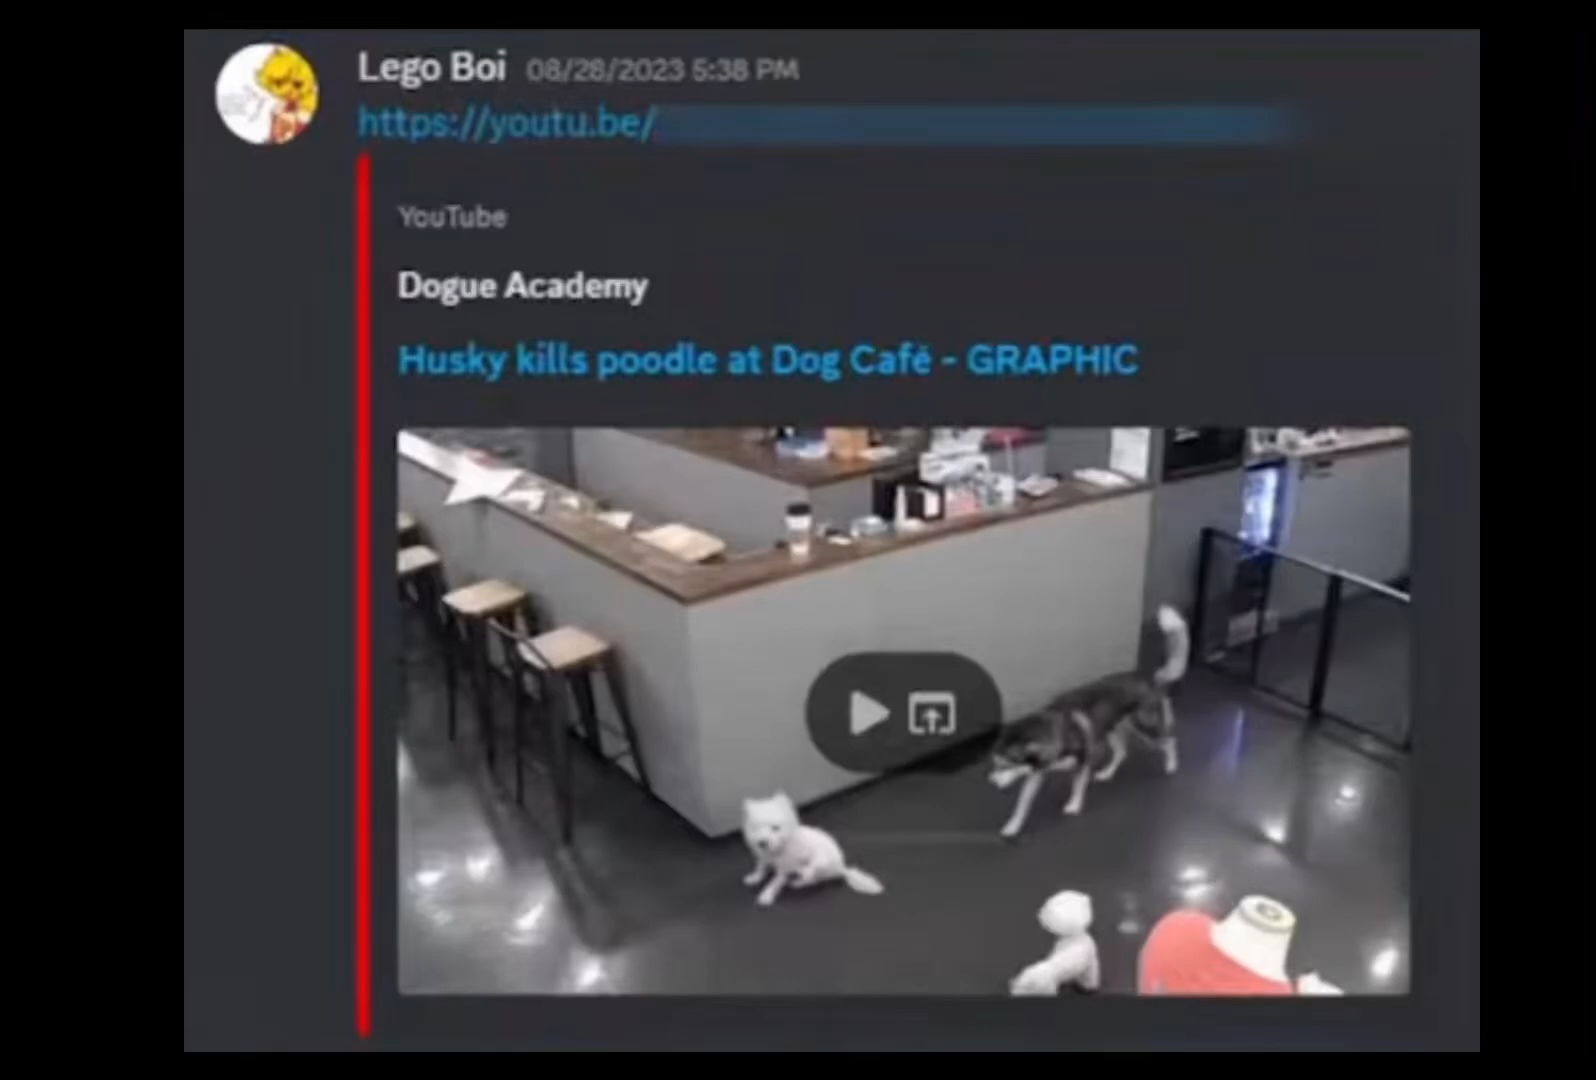 Lego Boi 08/28/2023 5:38 PM
https://youtu.be/
YouTube
Dogue Academy
Husky kills poodle at Dog Café - GRAPHIC